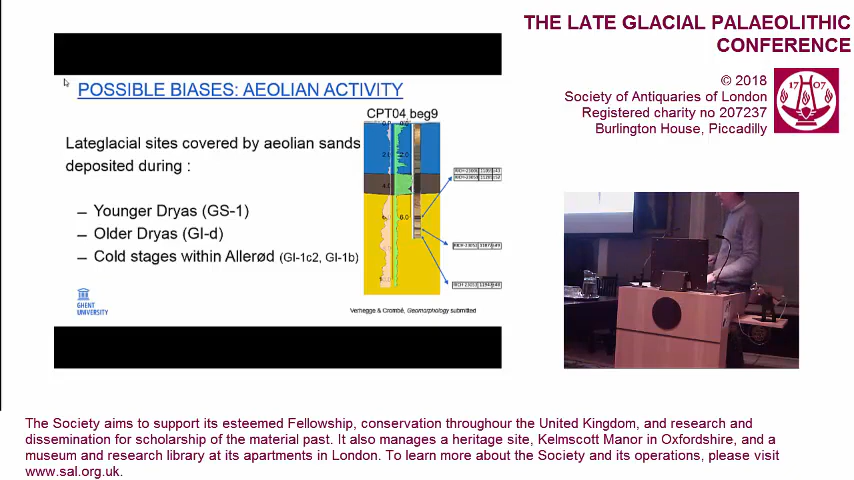 THE LATE GLACIAL PALAEOLITHIC
CONFERENCE
© 2018
Society of Antiquaries of London
Registered charity no 207237
Burlington House, Piccadilly
POSSIBLE BIASES: AEOLIAN ACTIVITY
CPT04 beg9
Lateglacial sites covered by aeolian sands
deposited during :
– Younger Dryas (GS-1)
– Older Dryas (GI-d)
– Cold stages within Allerød (GI-1c2, GI-1b)
GHENT
UNIVERSITY
Verhegge & Crombé, Geomorphology submitted
The Society aims to support its esteemed Fellowship, conservation throughour the United Kingdom, and research and
dissemination for scholarship of the material past. It also manages a heritage site, Kelmscott Manor in Oxfordshire, and a
museum and research library at its apartments in London. To learn more about the Society and its operations, please visit
www.sal.org.uk.